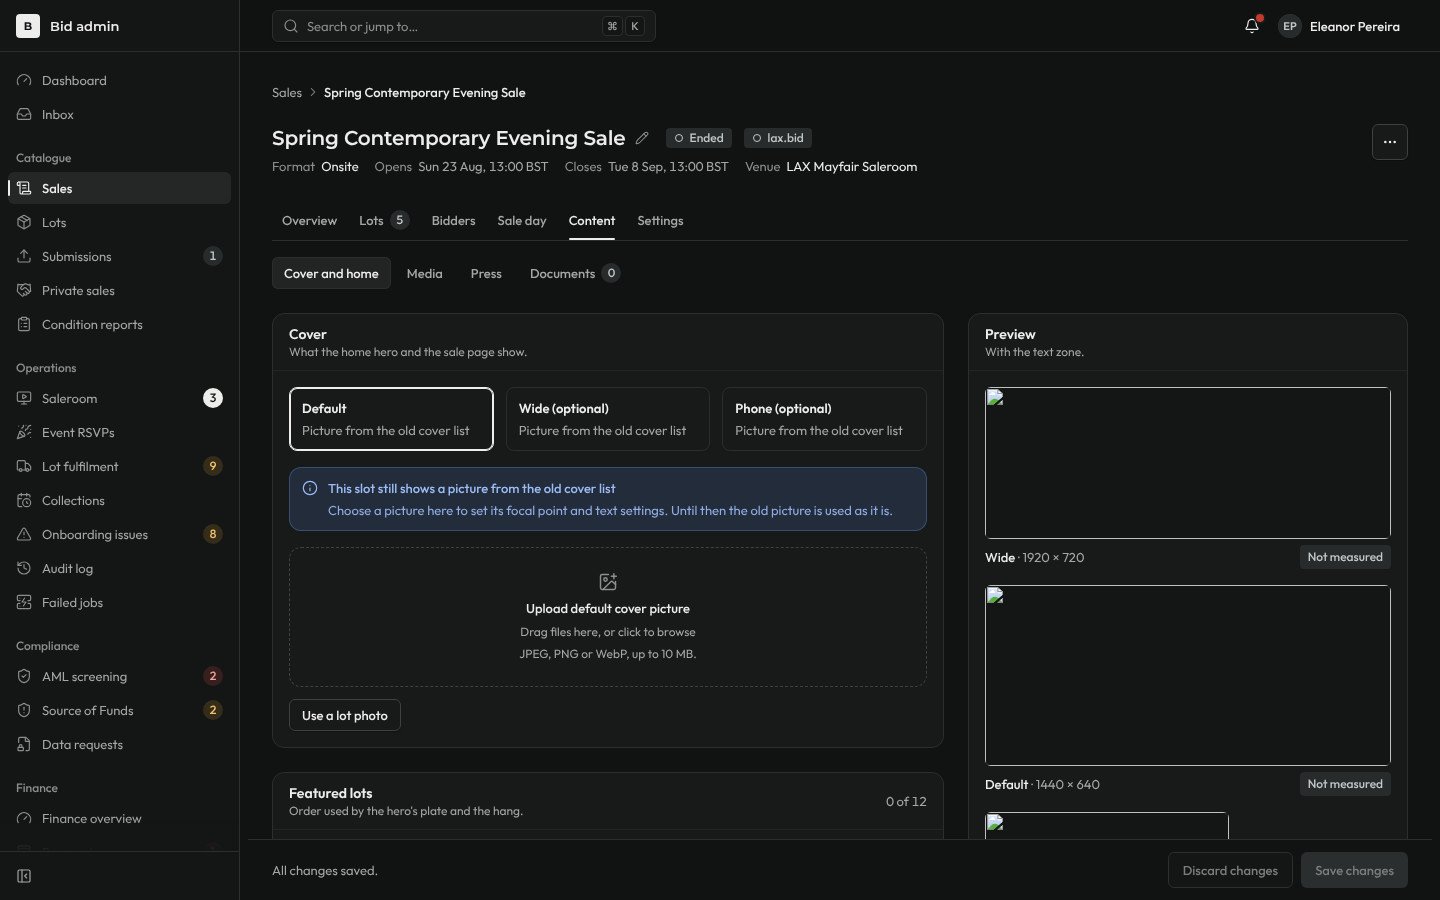 B Bid admin
Search or jump to…
⌘ K
EP Eleanor Pereira
Dashboard
Inbox
Catalogue
Sales
Lots
Submissions 1
Private sales
Condition reports
Operations
Saleroom 3
Event RSVPs
Lot fulfilment 9
Collections
Onboarding issues 8
Audit log
Failed jobs
Compliance
AML screening 2
Source of Funds 2
Data requests
Finance
Finance overview
Sales > Spring Contemporary Evening Sale
Spring Contemporary Evening Sale Ended lax.bid
Format Onsite Opens Sun 23 Aug, 13:00 BST Closes Tue 8 Sep, 13:00 BST Venue LAX Mayfair Saleroom
Overview Lots 5 Bidders Sale day Content Settings
Cover and home Media Press Documents 0
Cover
What the home hero and the sale page show.
Default
Picture from the old cover list
Wide (optional)
Picture from the old cover list
Phone (optional)
Picture from the old cover list
This slot still shows a picture from the old cover list
Choose a picture here to set its focal point and text settings. Until then the old picture is used as it is.
Upload default cover picture
Drag files here, or click to browse
JPEG, PNG or WebP, up to 10 MB.
Use a lot photo
Featured lots
Order used by the hero's plate and the hang.
0 of 12
Preview
With the text zone.
Wide · 1920 × 720 Not measured
Default · 1440 × 640 Not measured
All changes saved.
Discard changes Save changes